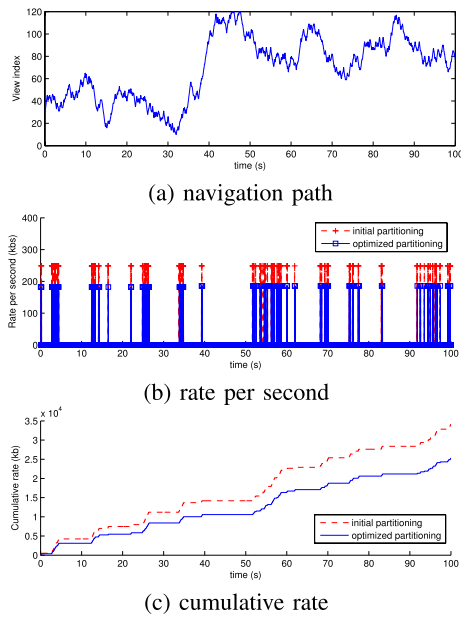 120
100
80
60
40
20
0
View index
0 10 20 30 40 50 60 70 80 90 100
time (s)
(a) navigation path
400
300
200
100
0
Rate per second (kbs)
initial partitioning
optimized partitioning
0 10 20 30 40 50 60 70 80 90 100
time (s)
(b) rate per second
x 10^4
3.5
3
2.5
2
1.5
1
0.5
0
Cumulative rate (kb)
initial partitioning
optimized partitioning
0 10 20 30 40 50 60 70 80 90 100
time (s)
(c) cumulative rate